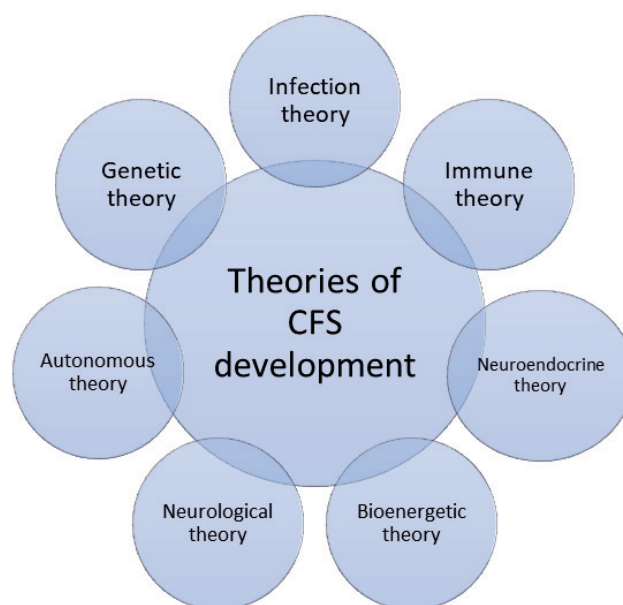 Infection
theory
Immune
theory
Neuroendocrine
theory
Bioenergetic
theory
Neurological
theory
Autonomous
theory
Genetic
theory
Theories of
CFS
development